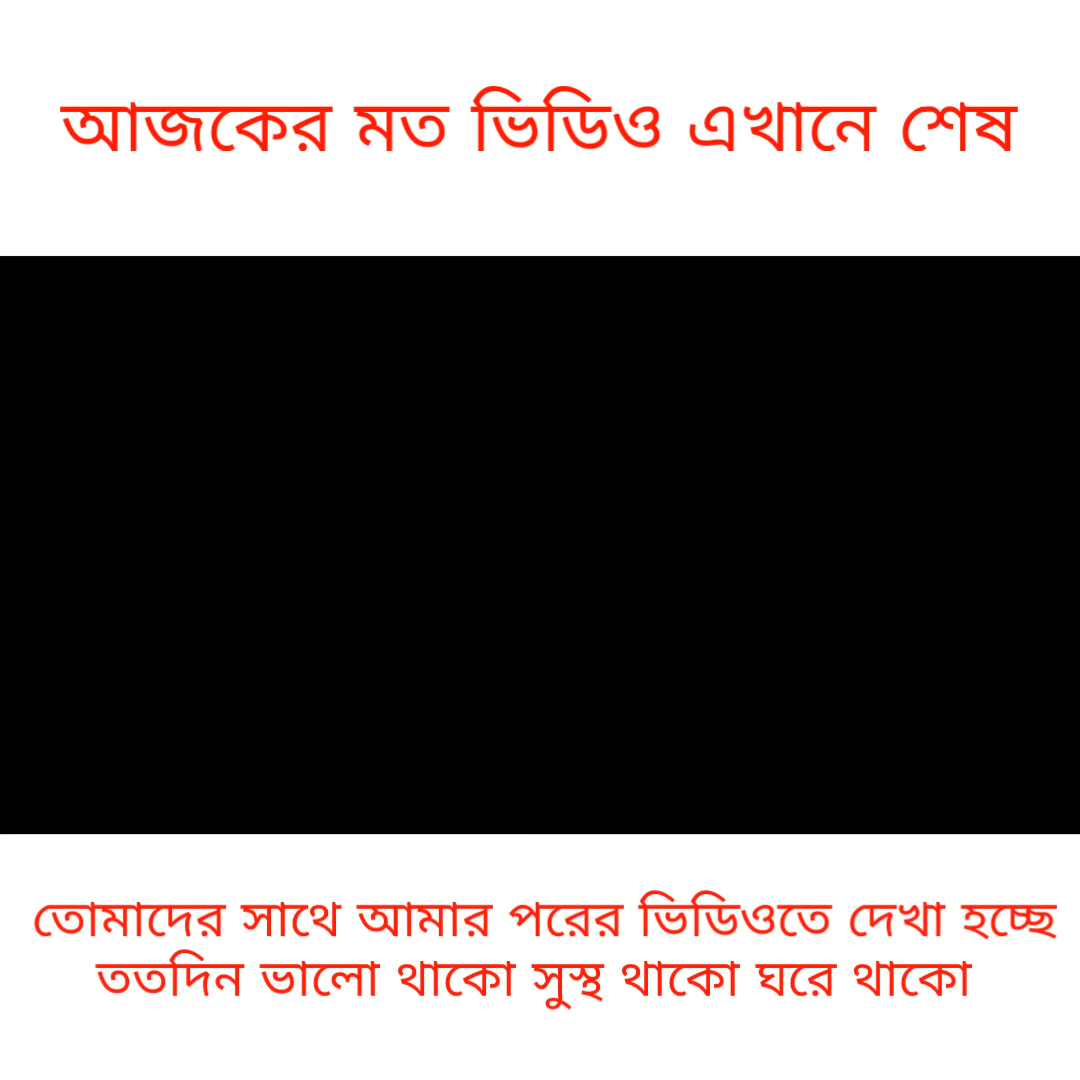 আজকের মত ভিডিও এখানে শেষ
তোমাদের সাথে আমার পরের ভিডিওতে দেখা হচ্ছে
ততদিন ভালো থাকো সুস্থ থাকো ঘরে থাকো